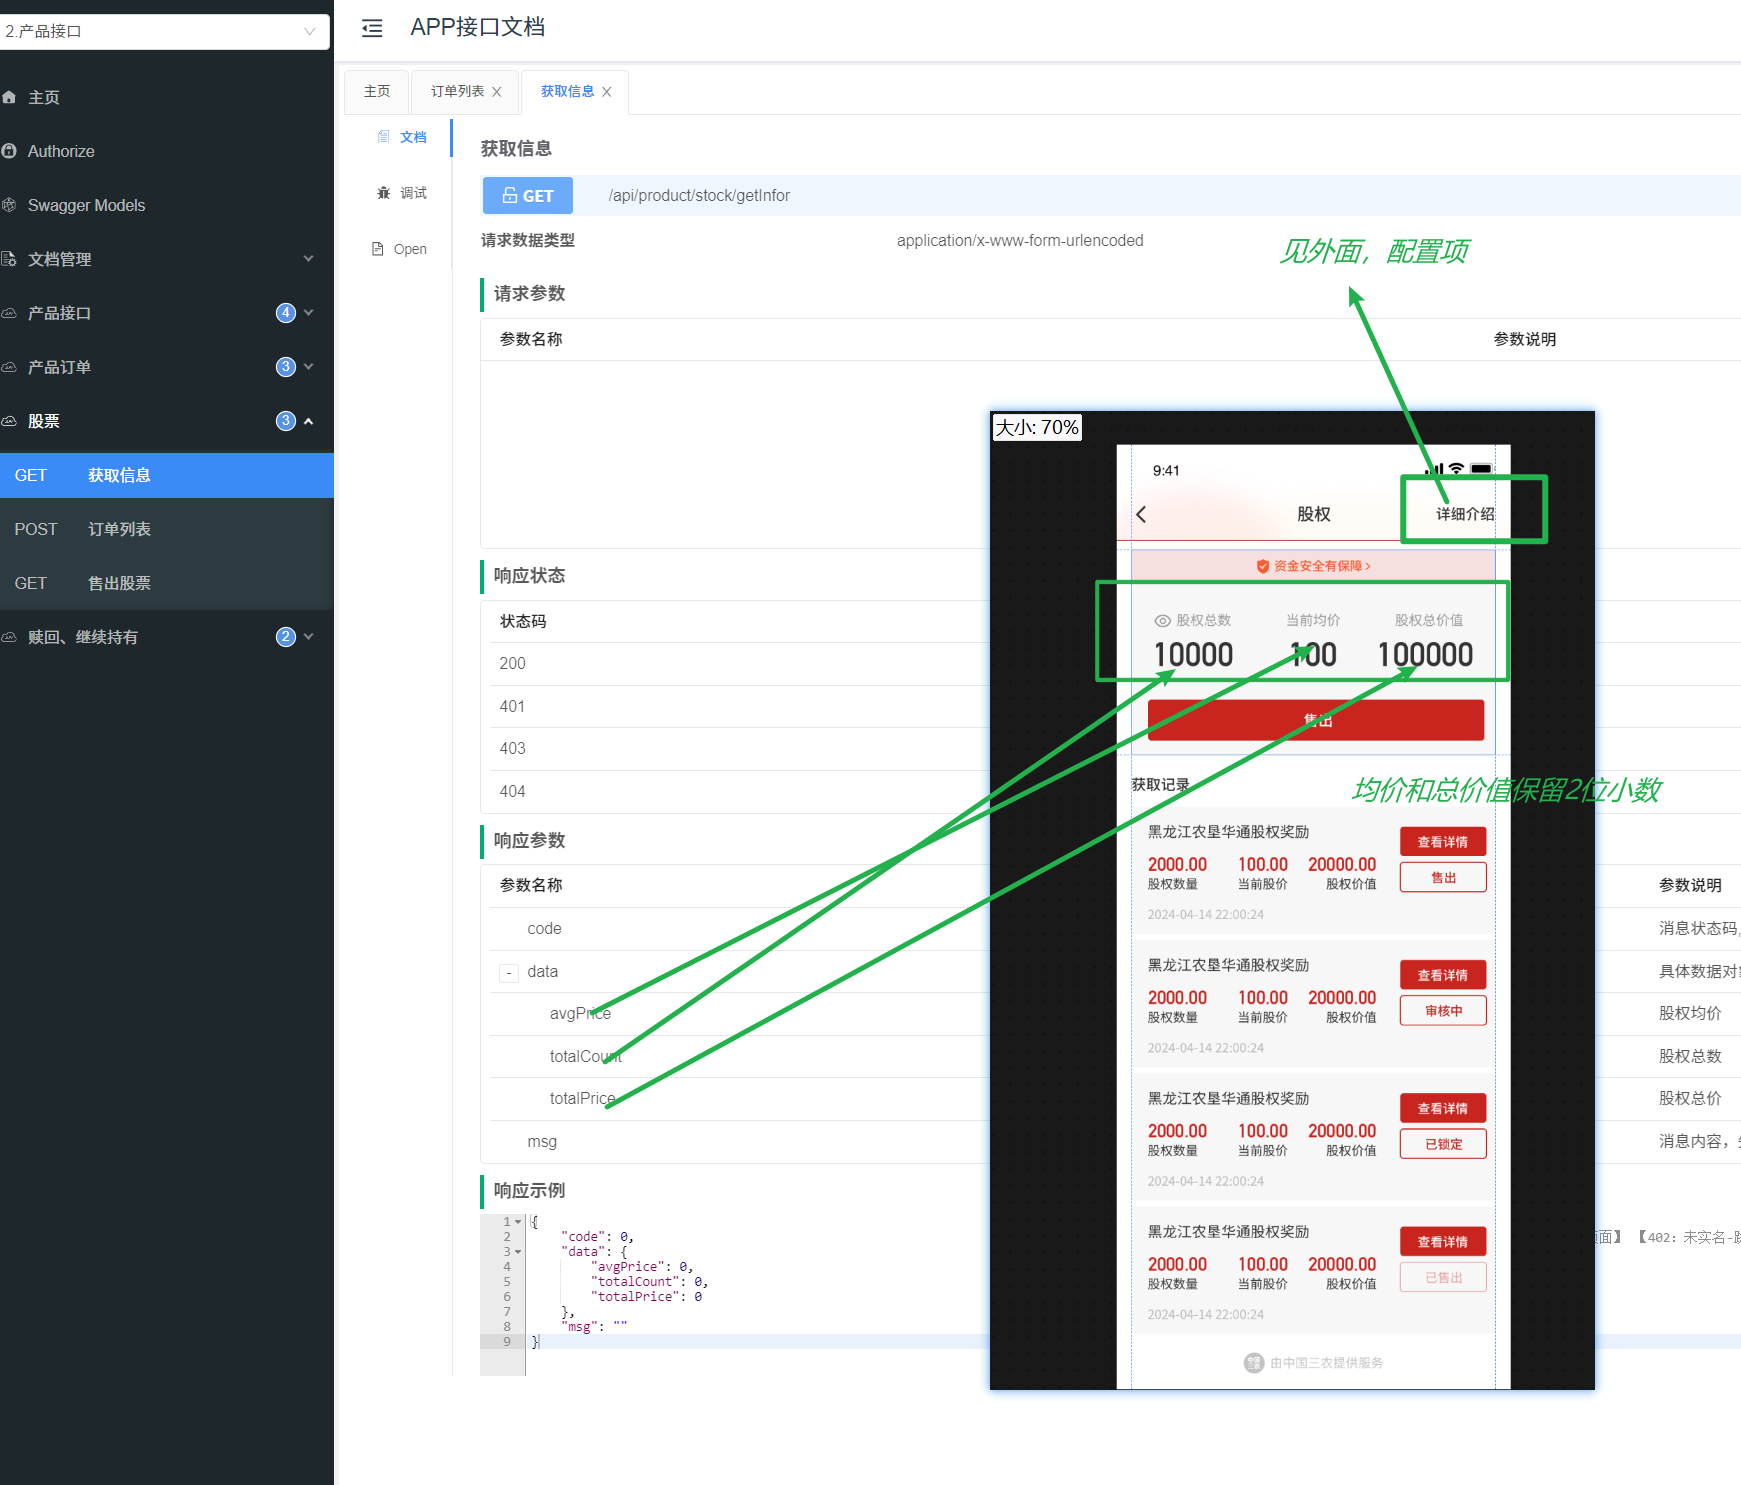 2.产品接口
主页
Authorize
Swagger Models
文档管理
产品接口 4
产品订单 3
股票 3
GET 获取信息
POST 订单列表
GET 售出股票
赎回、继续持有 2
APP接口文档
主页 订单列表 获取信息
文档
调试
Open
获取信息
GET /api/product/stock/getInfor
请求数据类型 application/x-www-form-urlencoded
见外面，配置项
请求参数
参数名称 参数说明
响应状态
状态码
200
401
403
404
响应参数
参数名称 参数说明
code 消息状态码,
- data 具体数据对
avgPrice 股权均价
totalCount 股权总数
totalPrice 股权总价
msg 消息内容，
响应示例
1 {
2 "code": 0,
3 "data": {
4 "avgPrice": 0,
5 "totalCount": 0,
6 "totalPrice": 0
7 },
8 "msg": ""
9 }
面】 【402: 未实名-
大小: 70%
9:41
股权 详细介绍
资金安全有保障
股权总数 当前均价 股权总价值
10000 100 100000
售出
获取记录
均价和总价值保留2位小数
黑龙江农垦华通股权奖励 查看详情
2000.00 100.00 20000.00
股权数量 当前股价 股权价值 售出
2024-04-14 22:00:24
黑龙江农垦华通股权奖励 查看详情
2000.00 100.00 20000.00
股权数量 当前股价 股权价值 审核中
2024-04-14 22:00:24
黑龙江农垦华通股权奖励 查看详情
2000.00 100.00 20000.00
股权数量 当前股价 股权价值 已锁定
2024-04-14 22:00:24
黑龙江农垦华通股权奖励 查看详情
2000.00 100.00 20000.00
股权数量 当前股价 股权价值 已售出
2024-04-14 22:00:24
由中国三农提供服务